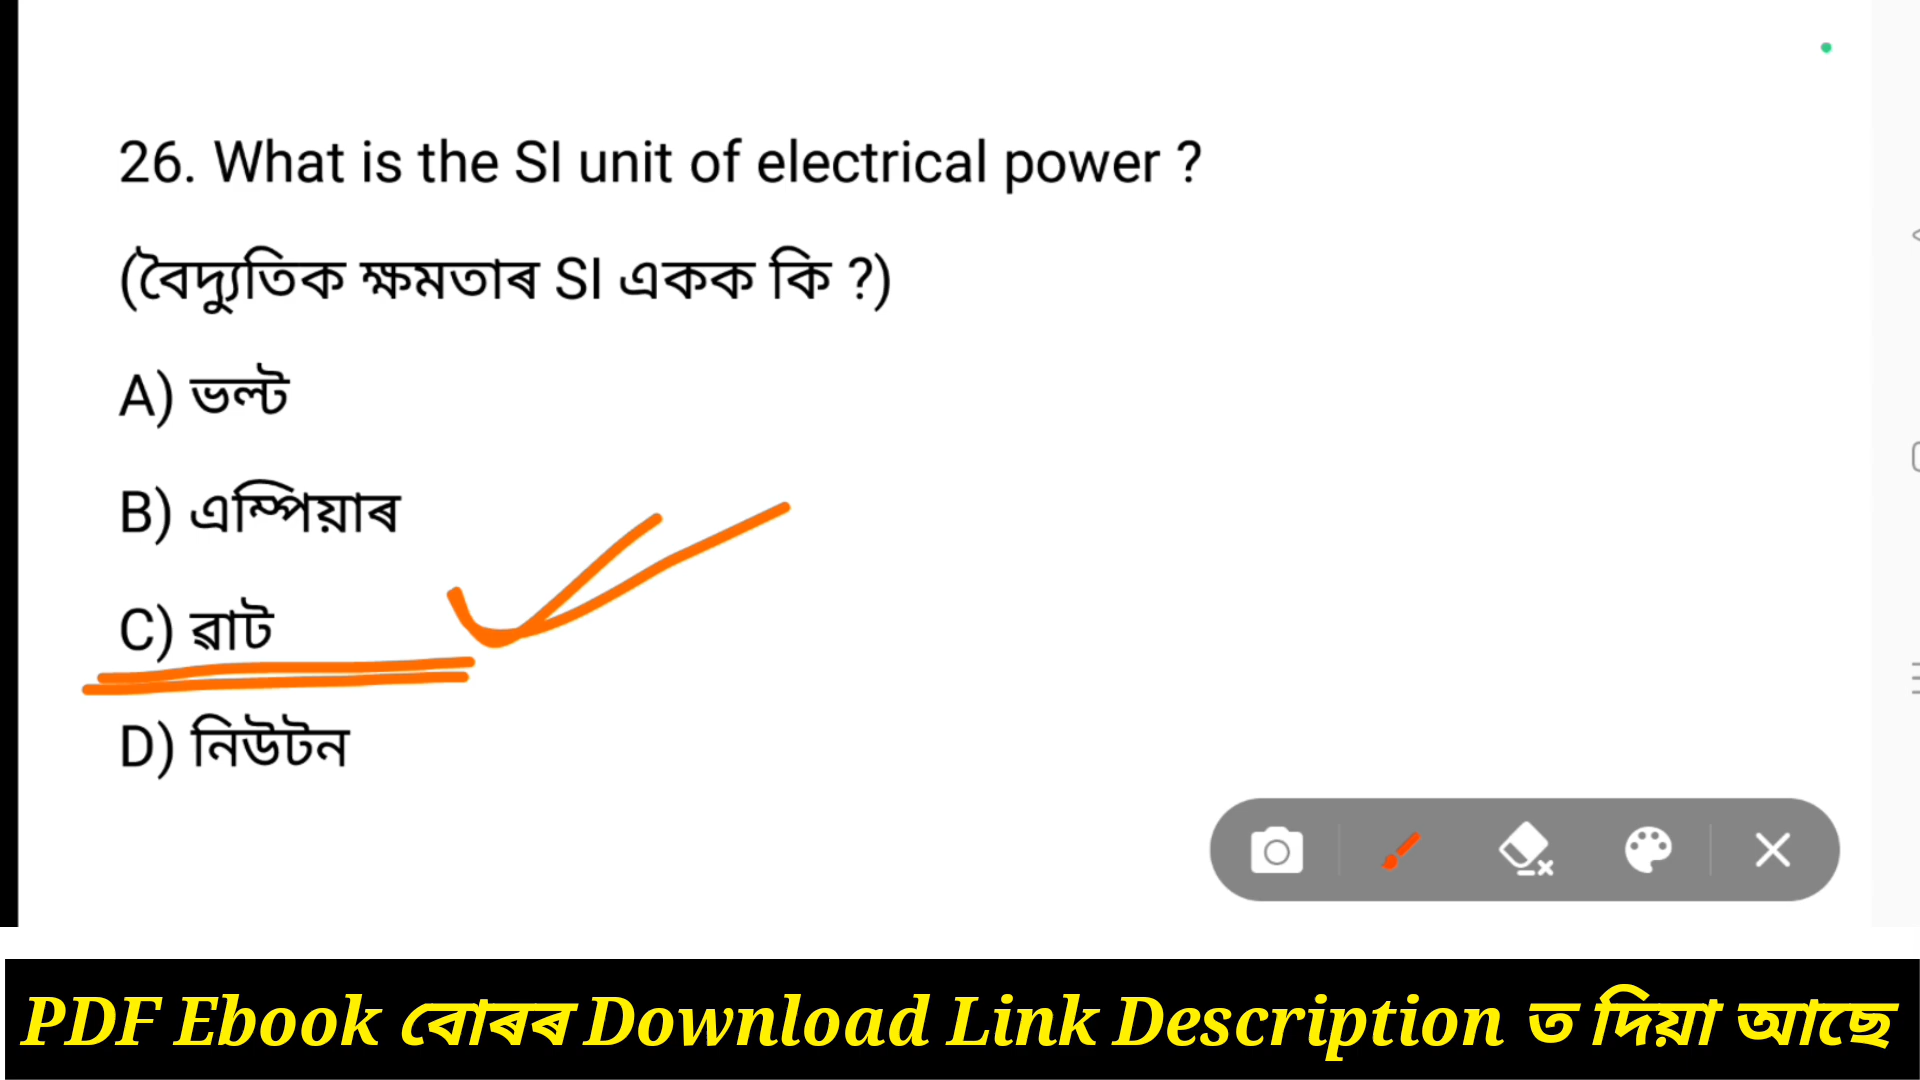 26. What is the SI unit of electrical power ?
(বৈদ্যুতিক ক্ষমতাৰ SI একক কি ?)
A) ভল্ট
B) এম্পিয়াৰ
C) ৱাট
D) নিউটন
PDF Ebook বোৰৰ Download Link Description ত দিয়া আছে